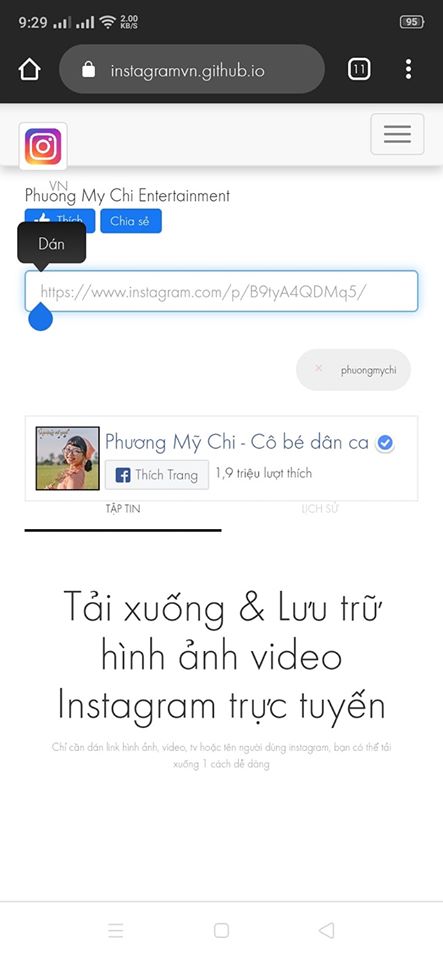 9:29
2.00
KB/S
95
instagramvn.github.io
11
VN
Phuong My Chi Entertainment
Thích
Chia sẻ
Dán
https://www.instagram.com/p/B9tyA4QDMq5/
× phuongmychi
Phương Mỹ Chi - Cô bé dân ca
Thích Trang
1,9 triệu lượt thích
TẬP TIN
LỊCH SỬ
Tải xuống & Lưu trữ
hình ảnh video
Instagram trực tuyến
Chỉ cần dán link hình ảnh, video, tv hoặc tên người dùng instagram, bạn có thể tải
xuống 1 cách dễ dàng